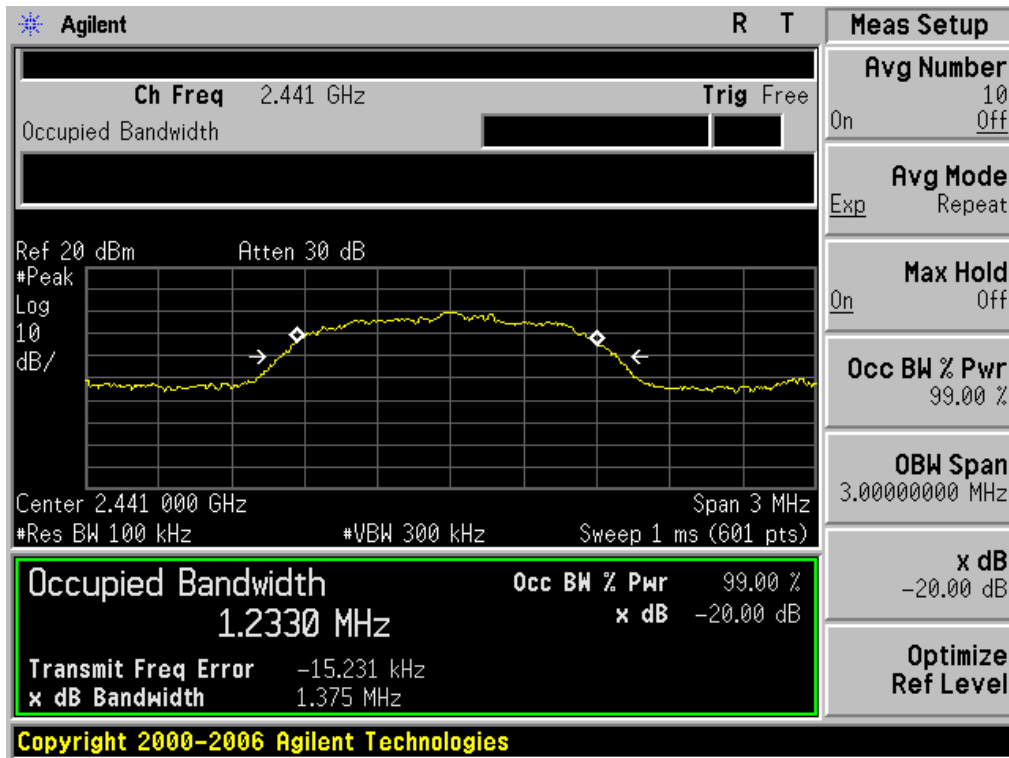 Agilent R T
Ch Freq 2.441 GHz Trig Free
Occupied Bandwidth
Ref 20 dBm Atten 30 dB
#Peak
Log
10
dB/
Center 2.441 000 GHz Span 3 MHz
#Res BW 100 kHz #VBW 300 kHz Sweep 1 ms (601 pts)
Occupied Bandwidth Occ BW % Pwr 99.00 %
1.2330 MHz x dB -20.00 dB
Transmit Freq Error -15.231 kHz
x dB Bandwidth 1.375 MHz
Copyright 2000-2006 Agilent Technologies
Meas Setup
Avg Number
10
On Off
Avg Mode
Exp Repeat
Max Hold
On Off
Occ BW % Pwr
99.00 %
OBW Span
3.00000000 MHz
x dB
-20.00 dB
Optimize
Ref Level